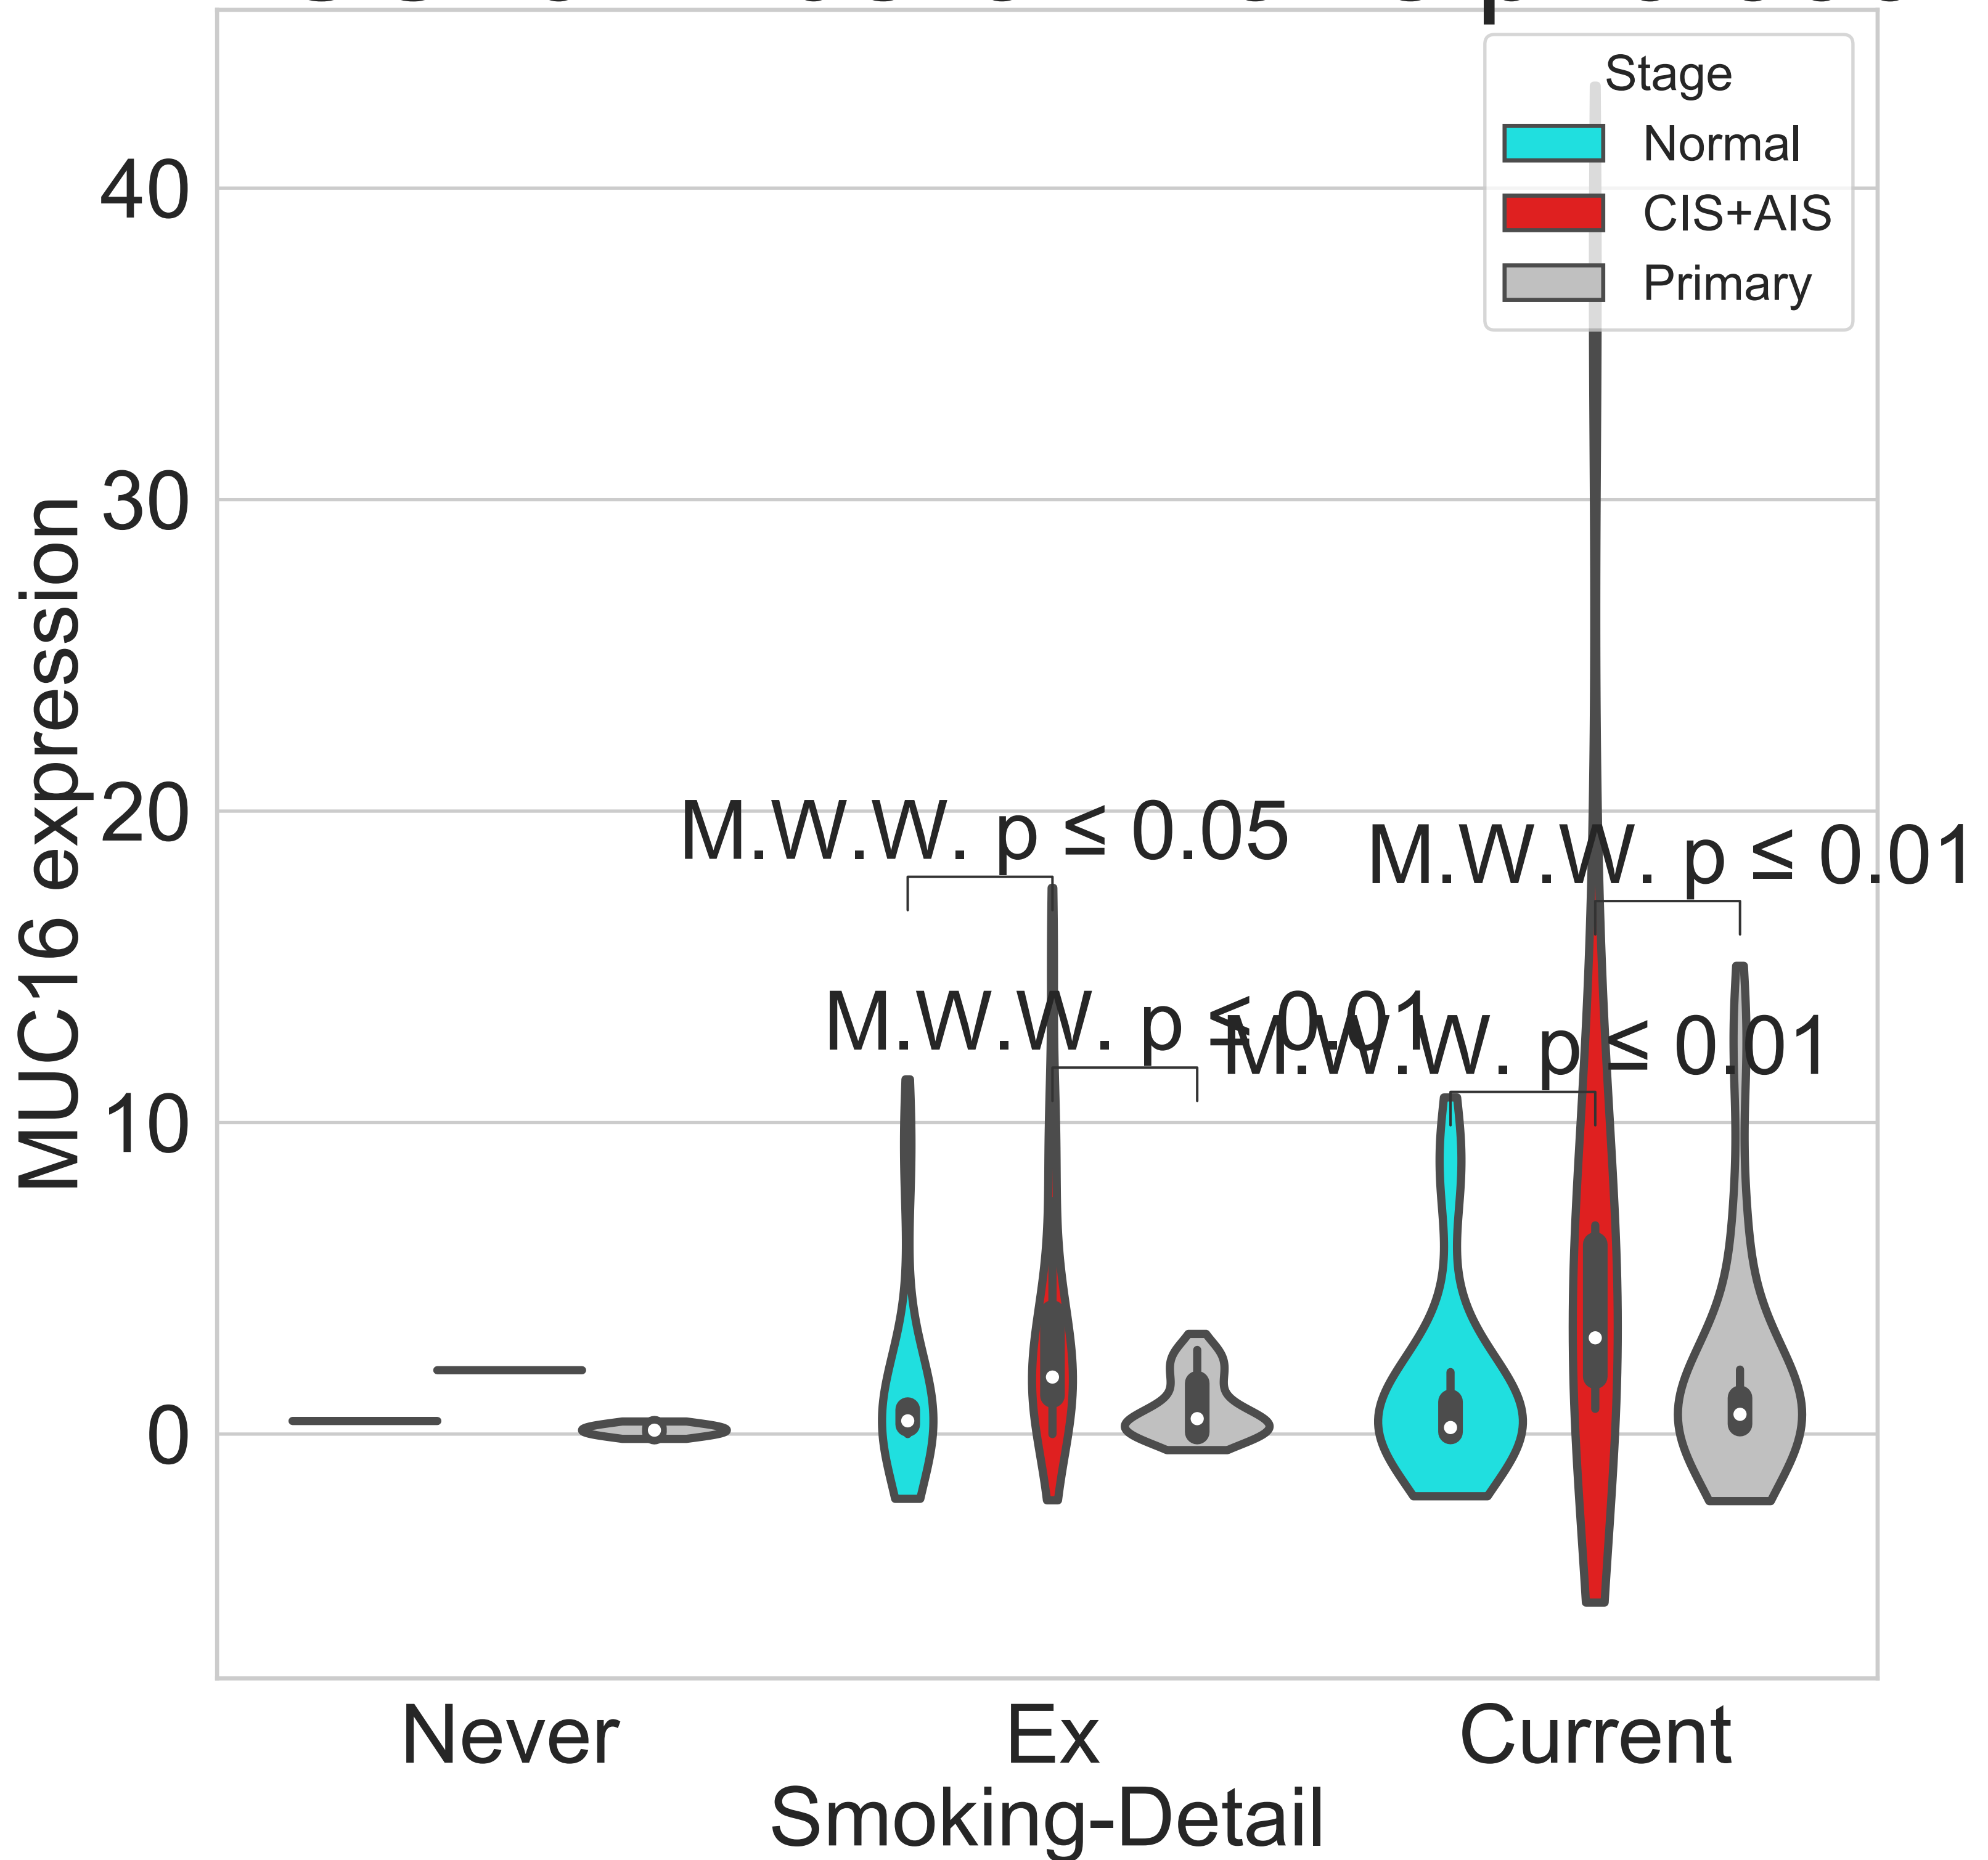 Stage
Normal
CIS+AIS
Primary
40
30
20
10
0
MUC16 expression
M.W.W. p ≤ 0.05
M.W.W. p ≤ 0.01
M.W.W. p ≤ 0.01
M.W.W. p ≤ 0.01
Never
Ex
Current
Smoking-Detail